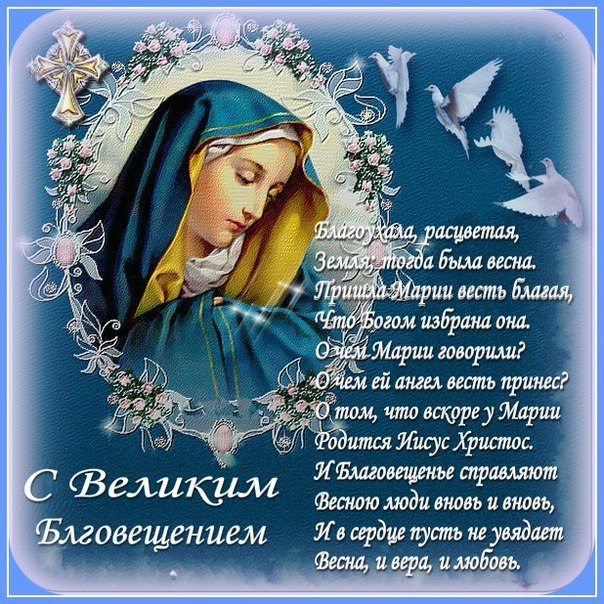 Благоухала, расцветая,
Земля; тогда была весна.
Пришла Марии весть благая,
Что Богом избрана она.
О чем Марии говорили?
О чем ей ангел весть принес?
О том, что вскоре у Марии
Родится Иисус Христос.
И Благовещенье справляют
Весною люди вновь и вновь,
И в сердце пусть не увядает
Весна, и вера, и любовь.
С Великим
Блговещением